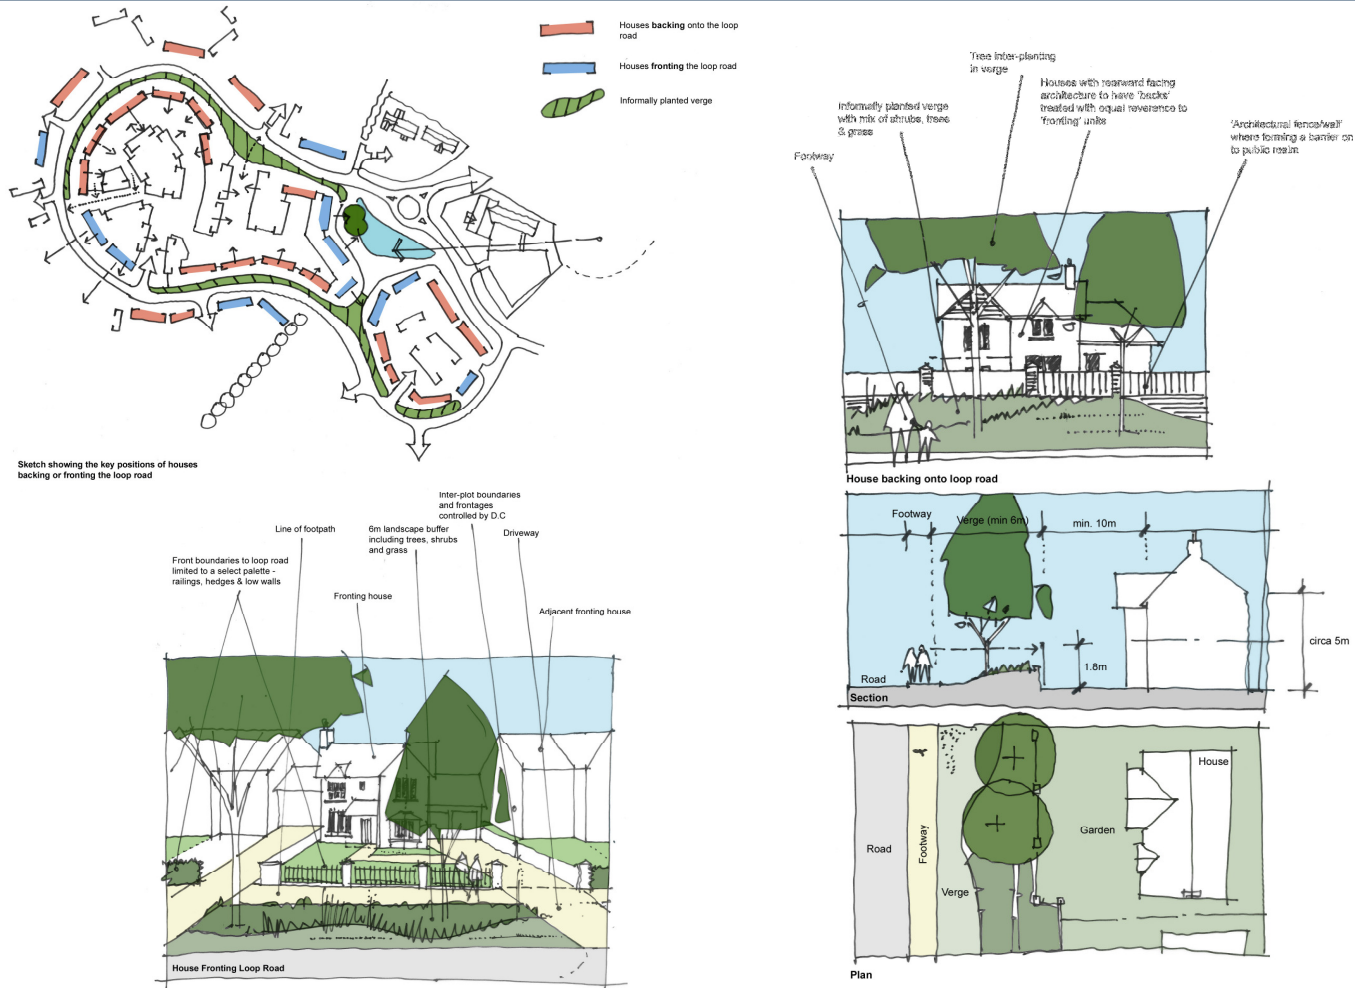 Houses backing onto the loop
road
Houses fronting the loop road
Informally planted verge
Sketch showing the key positions of houses
backing or fronting the loop road
Tree inter-planting
in verge
Houses with rearward facing
architecture to have 'backs'
treated with equal reverance to
'fronting' units
Informally planted verge
with mix of shrubs, trees
& grass
'Architectural fence/wall'
where forming a barrier on
to public realm
Footway
House backing onto loop road
Inter-plot boundaries
and frontages
controlled by D.C
Line of footpath
6m landscape buffer
including trees, shrubs
and grass
Driveway
Front boundaries to loop road
limited to a select palette -
railings, hedges & low walls
Fronting house
Adjacent fronting house
House Fronting Loop Road
Footway
Verge (min 6m)
min. 10m
circa 5m
1.8m
Road
Section
House
Garden
Road
Footway
Verge
Plan